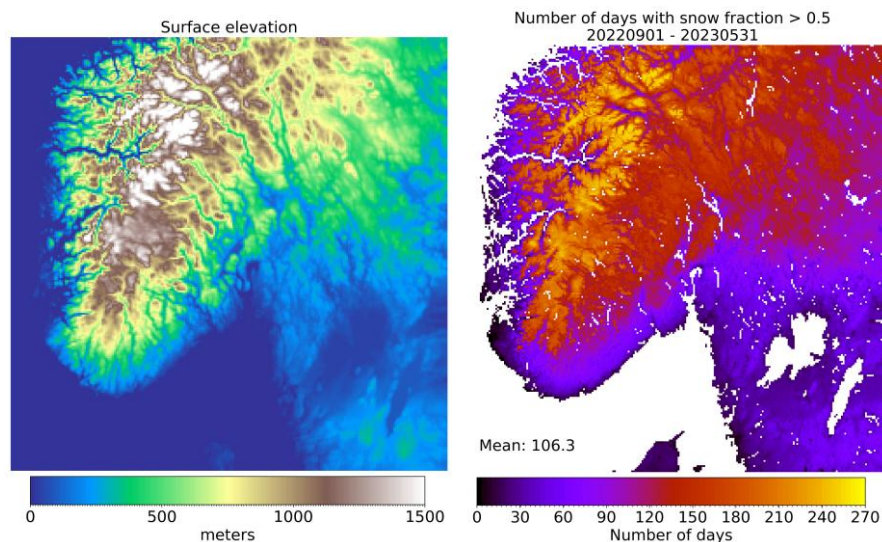 Surface elevation
0 500 1000 1500
meters
Number of days with snow fraction > 0.5
20220901 - 20230531
Mean: 106.3
0 30 60 90 120 150 180 210 240 270
Number of days